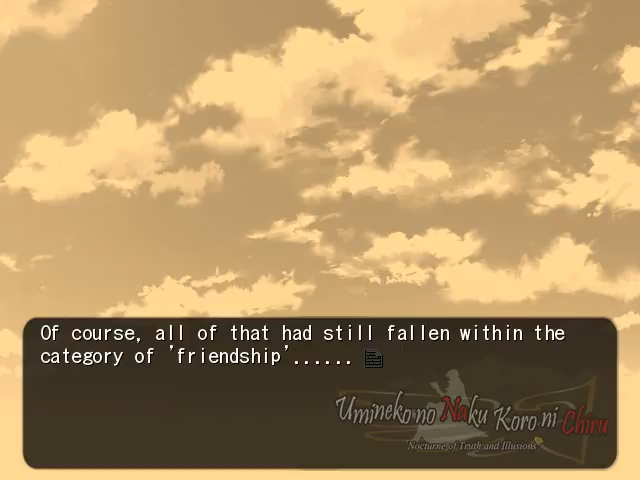 Of course, all of that had still fallen within the
category of 'friendship'......
Umineko no Naku Koro ni Chiru
Nocturne of Truth and Illusions